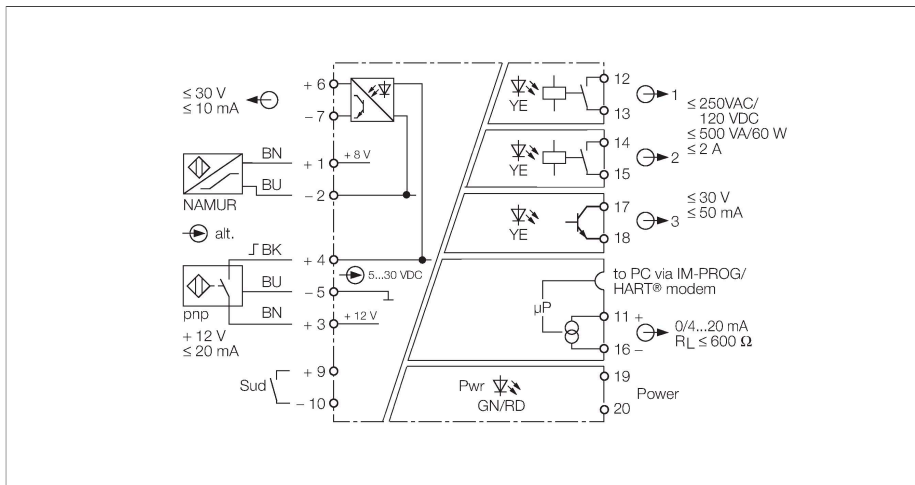 ≤ 30 V
≤ 10 mA
+ 6
− 7
NAMUR
BN
BU
+ 1
− 2
+ 8 V
alt.
BK
BU
BN
+ 4
− 5
+ 3
5...30 VDC
+ 12 V
pnp
+ 12 V
≤ 20 mA
Sud
+ 9
− 10
YE
12
13
1
≤ 250VAC/
120 VDC
≤ 500 VA/60 W
≤ 2 A
YE
14
15
2
YE
17
18
3
≤ 30 V
≤ 50 mA
to PC via IM-PROG/
HART® modem
µP
11 +
16 −
0/4...20 mA
RL ≤ 600 Ω
Pwr
GN/RD
19
20
Power